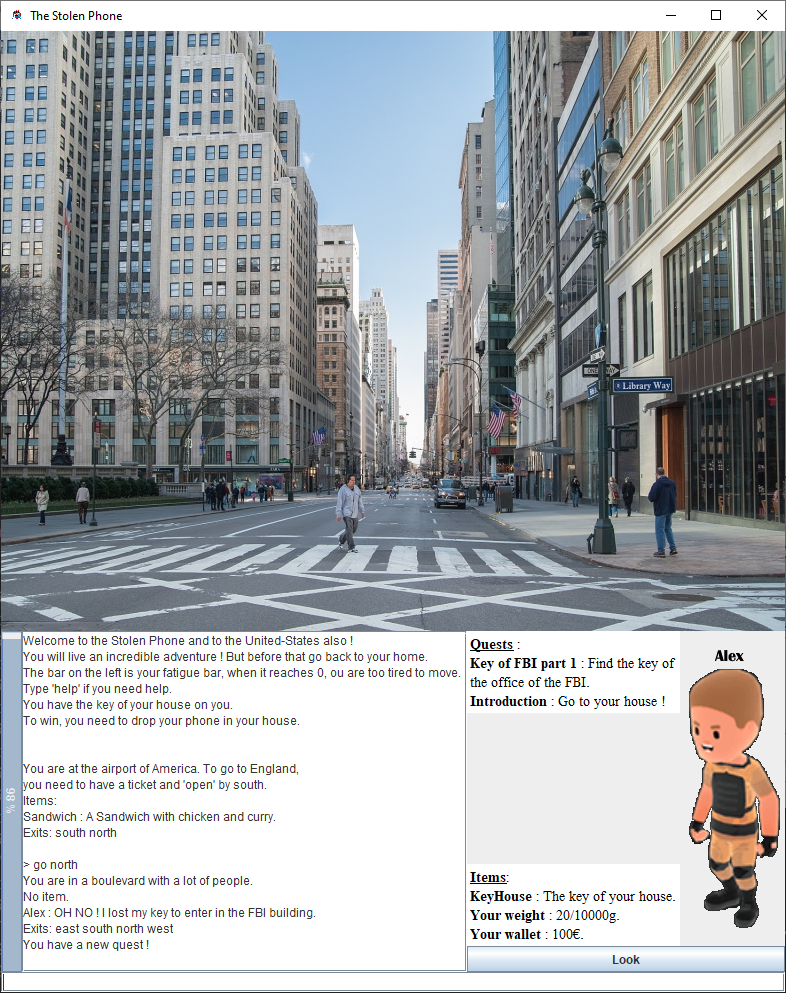 The Stolen Phone
ONE WAY
Library Way
Welcome to the Stolen Phone and to the United-States also !
You will live an incredible adventure ! But before that go back to your home.
The bar on the left is your fatigue bar, when it reaches 0, ou are too tired to move.
Type 'help' if you need help.
You have the key of your house on you.
To win, you need to drop your phone in your house.
You are at the airport of America. To go to England,
you need to have a ticket and 'open' by south.
Items:
Sandwich : A Sandwich with chicken and curry.
Exits: south north
> go north
You are in a boulevard with a lot of people.
No item.
Alex : OH NO ! I lost my key to enter in the FBI building.
Exits: east south north west
You have a new quest !
% 98
Quests :
Key of FBI part 1 : Find the key of
the office of the FBI.
Introduction : Go to your house !
Alex
Items:
KeyHouse : The key of your house.
Your weight : 20/10000g.
Your wallet : 100€.
Look